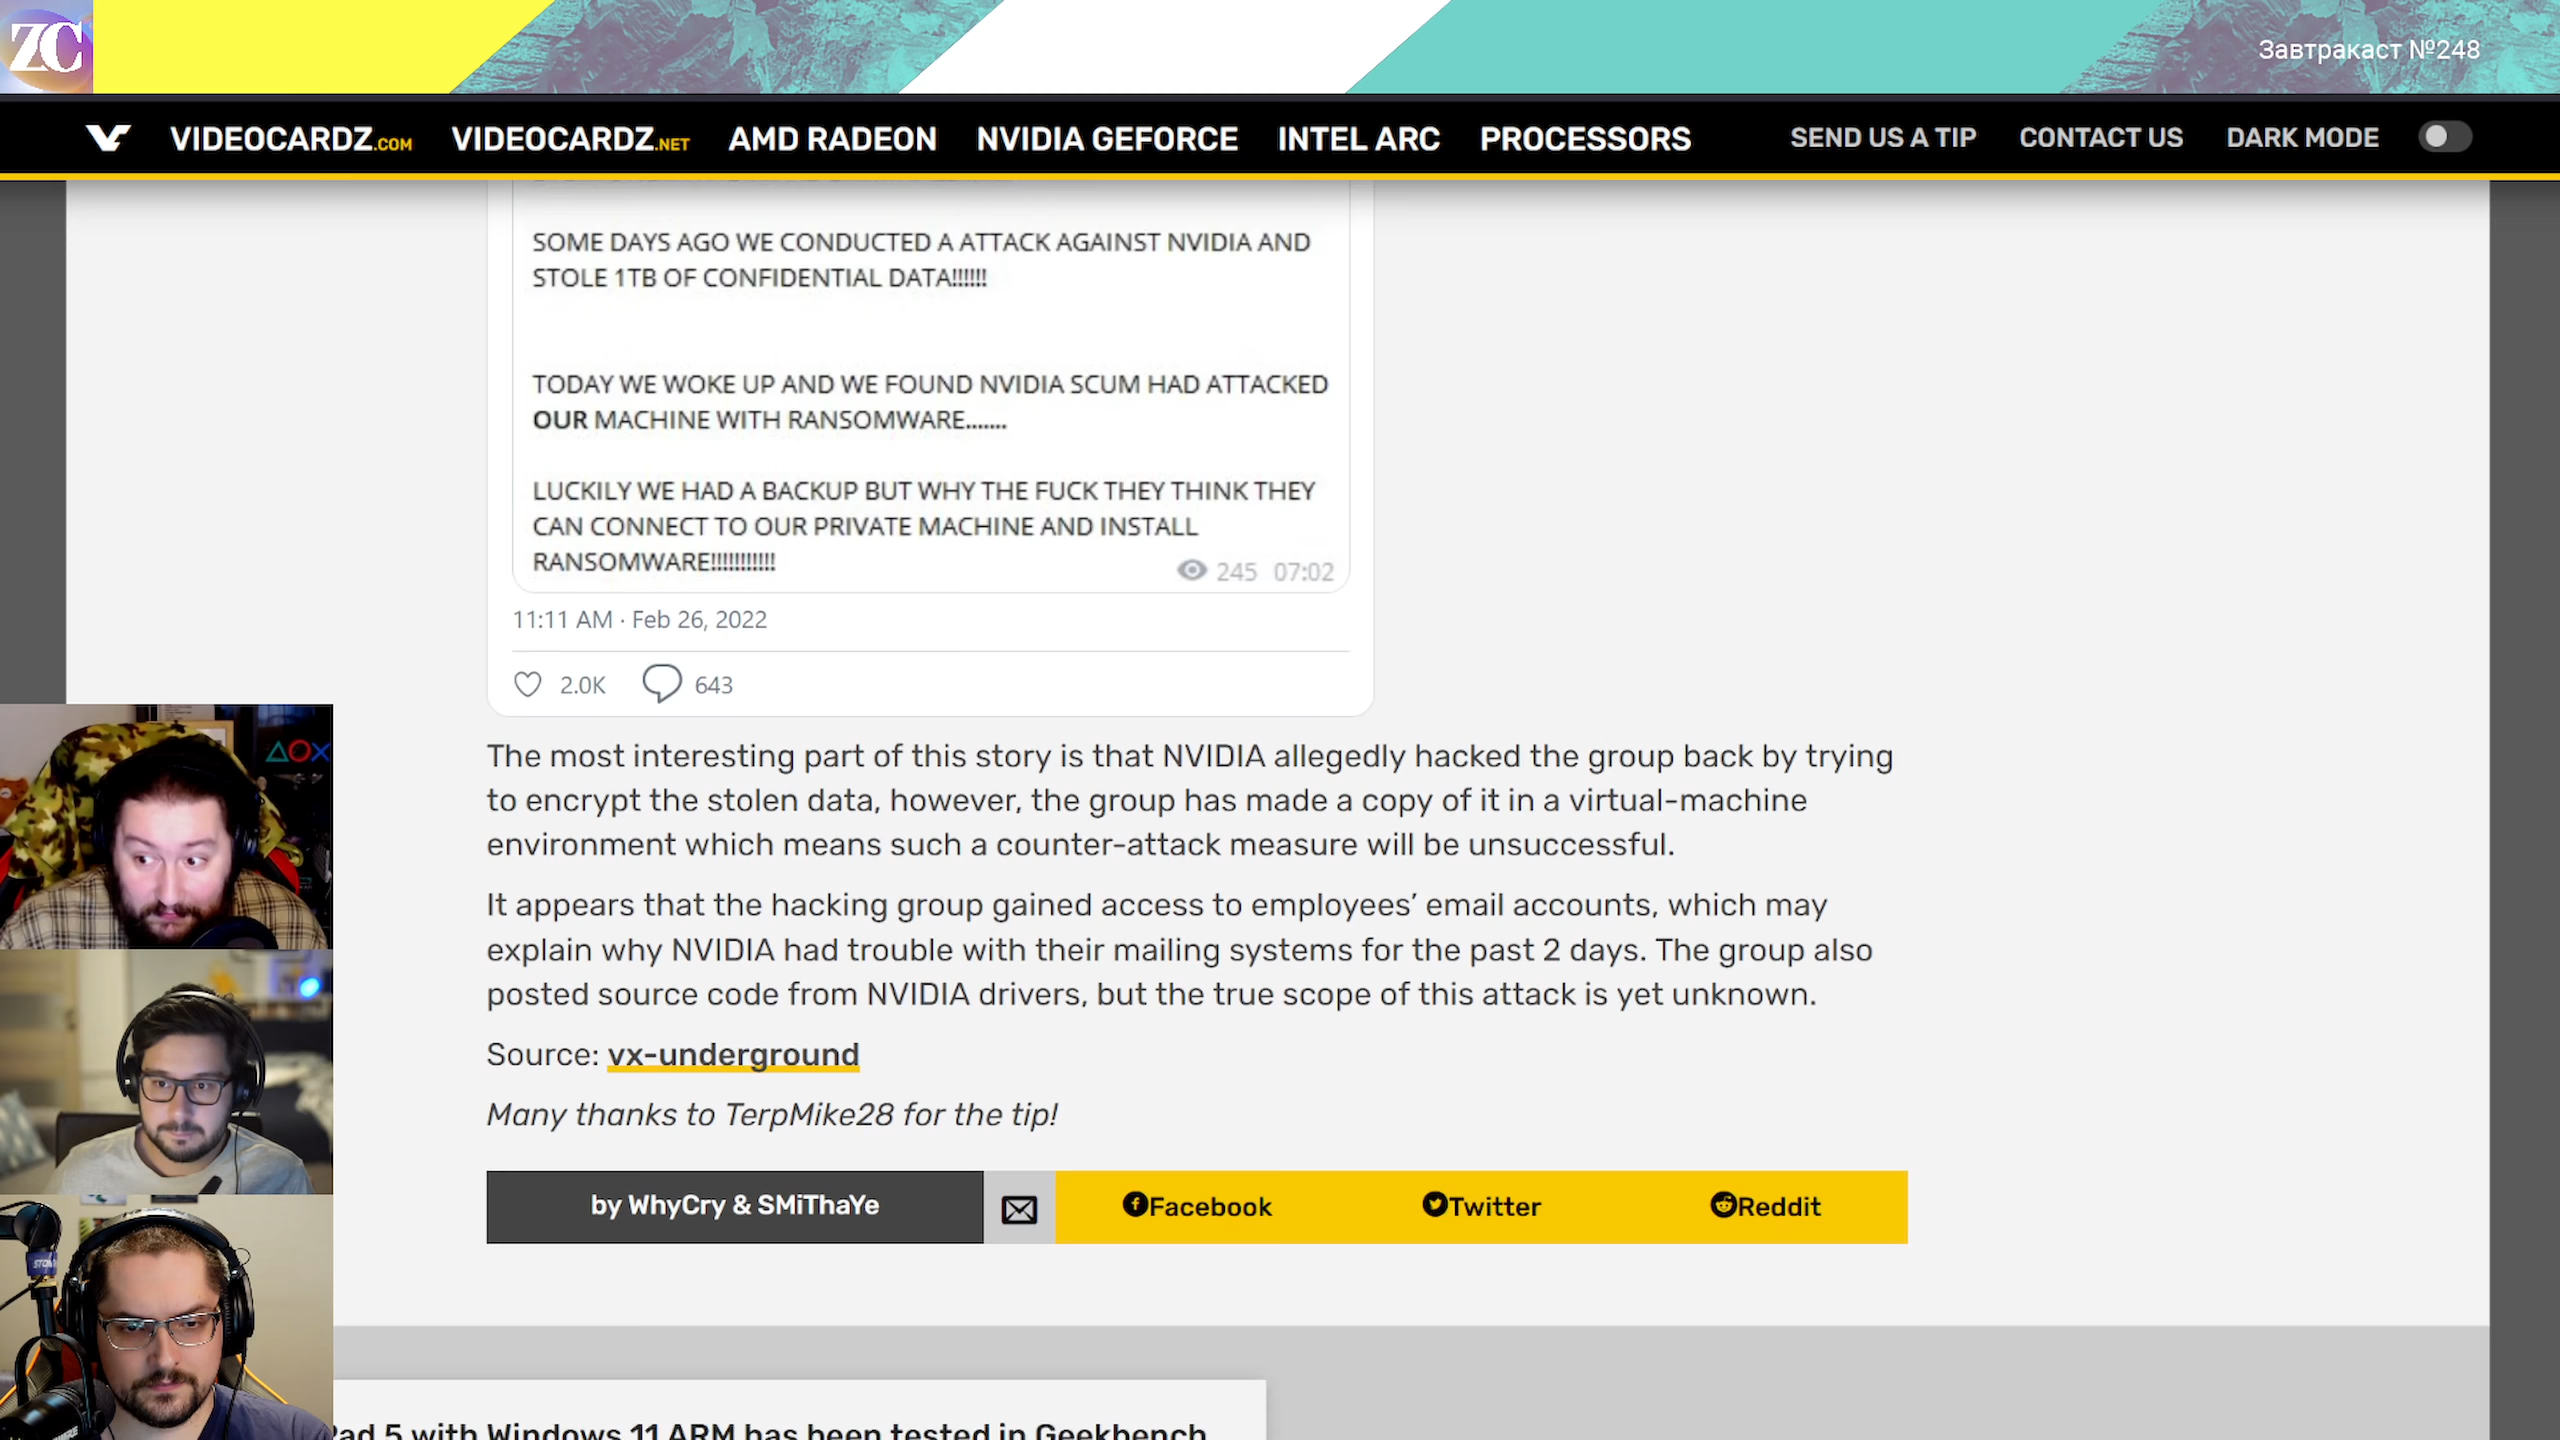 ZC
Завтракаст №248
VIDEOCARDZ.COM VIDEOCARDZ.NET AMD RADEON NVIDIA GEFORCE INTEL ARC PROCESSORS SEND US A TIP CONTACT US DARK MODE
SOME DAYS AGO WE CONDUCTED A ATTACK AGAINST NVIDIA AND
STOLE 1TB OF CONFIDENTIAL DATA!!!!!!
TODAY WE WOKE UP AND WE FOUND NVIDIA SCUM HAD ATTACKED
OUR MACHINE WITH RANSOMWARE.......
LUCKILY WE HAD A BACKUP BUT WHY THE FUCK THEY THINK THEY
CAN CONNECT TO OUR PRIVATE MACHINE AND INSTALL
RANSOMWARE!!!!!!!!!!!
245 07:02
11:11 AM · Feb 26, 2022
2.0K 643
The most interesting part of this story is that NVIDIA allegedly hacked the group back by trying
to encrypt the stolen data, however, the group has made a copy of it in a virtual-machine
environment which means such a counter-attack measure will be unsuccessful.
It appears that the hacking group gained access to employees’ email accounts, which may
explain why NVIDIA had trouble with their mailing systems for the past 2 days. The group also
posted source code from NVIDIA drivers, but the true scope of this attack is yet unknown.
Source: vx-underground
Many thanks to TerpMike28 for the tip!
by WhyCry & SMiThaYe Facebook Twitter Reddit
5 with Windows 11 ARM has been tested in Geekbench